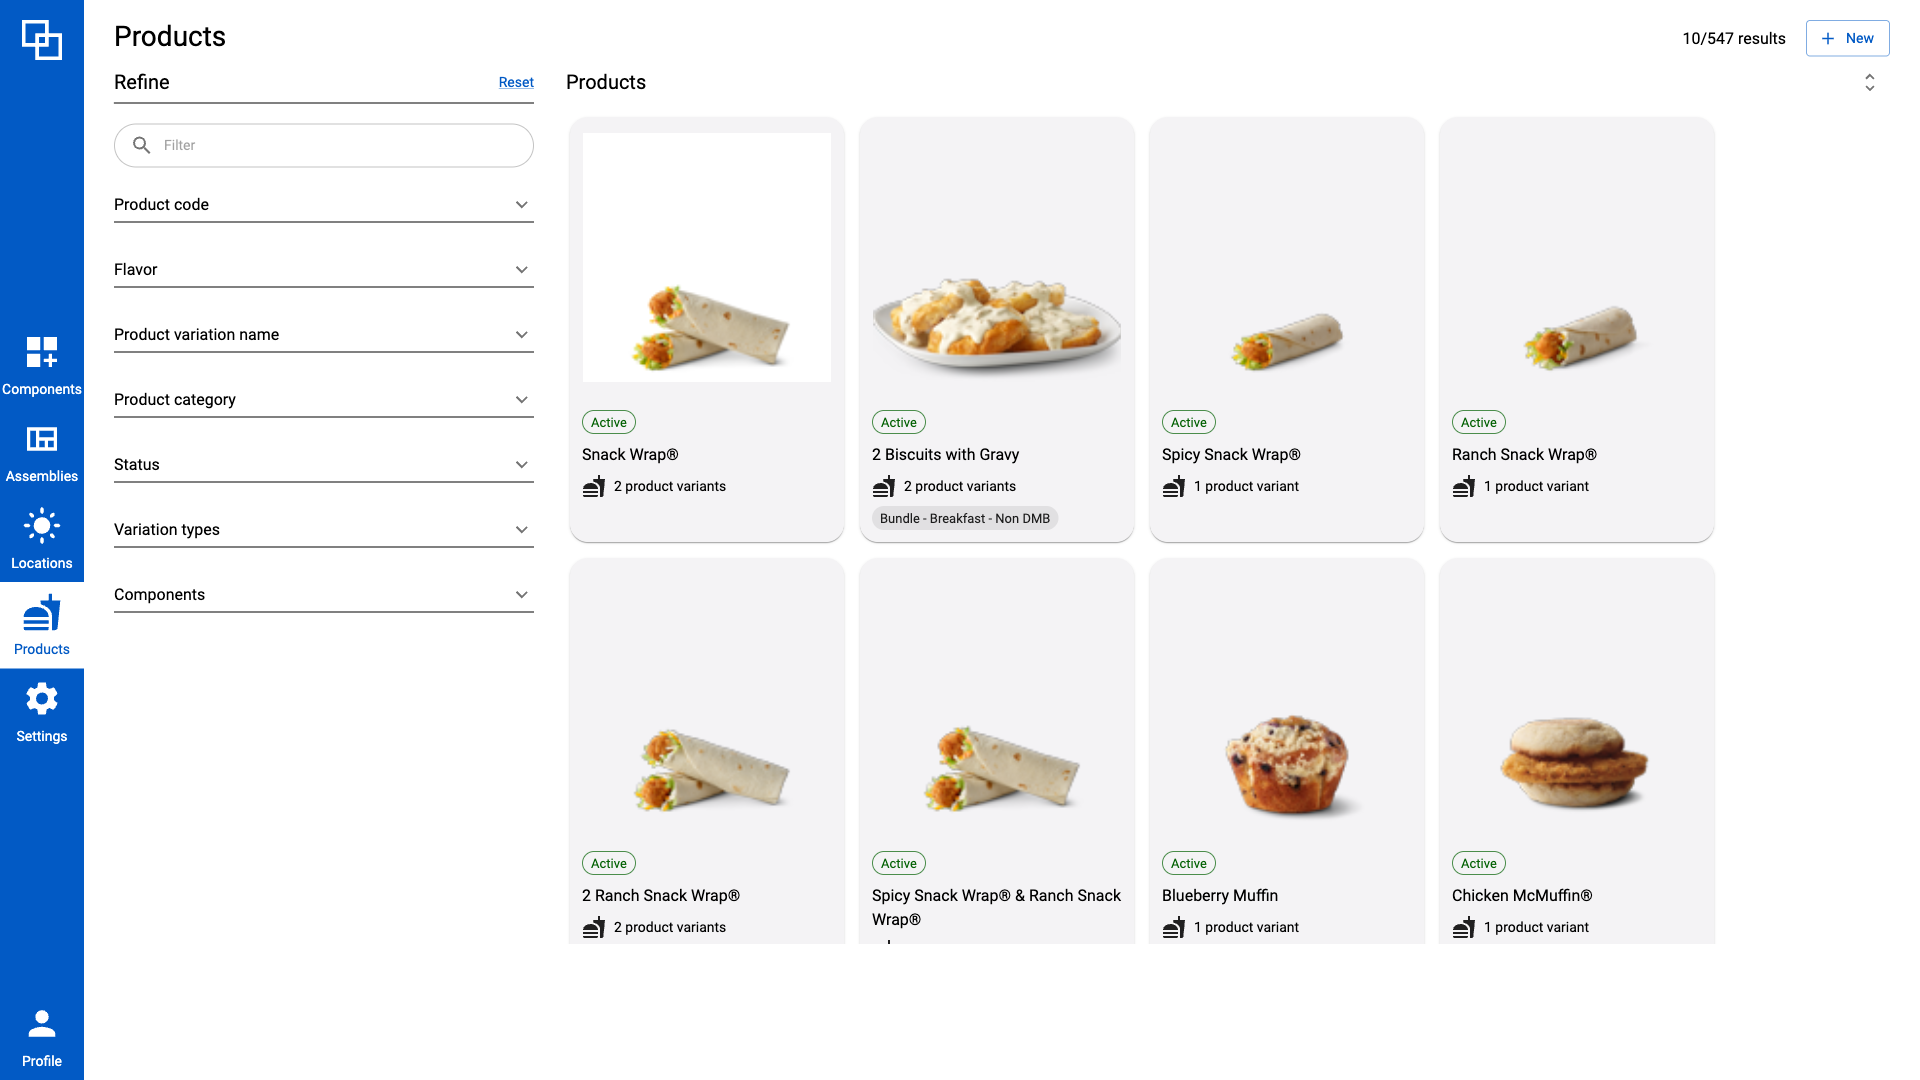 Products
10/547 results
New
Refine
Reset
Products
Filter
Product code
Flavor
Product variation name
Product category
Status
Variation types
Components
Components
Assemblies
Locations
Products
Settings
Profile
Active
Snack Wrap®
2 product variants
Active
2 Biscuits with Gravy
2 product variants
Bundle - Breakfast - Non DMB
Active
Spicy Snack Wrap®
1 product variant
Active
Ranch Snack Wrap®
1 product variant
Active
2 Ranch Snack Wrap®
2 product variants
Active
Spicy Snack Wrap® & Ranch Snack
Wrap®
Active
Blueberry Muffin
1 product variant
Active
Chicken McMuffin®
1 product variant